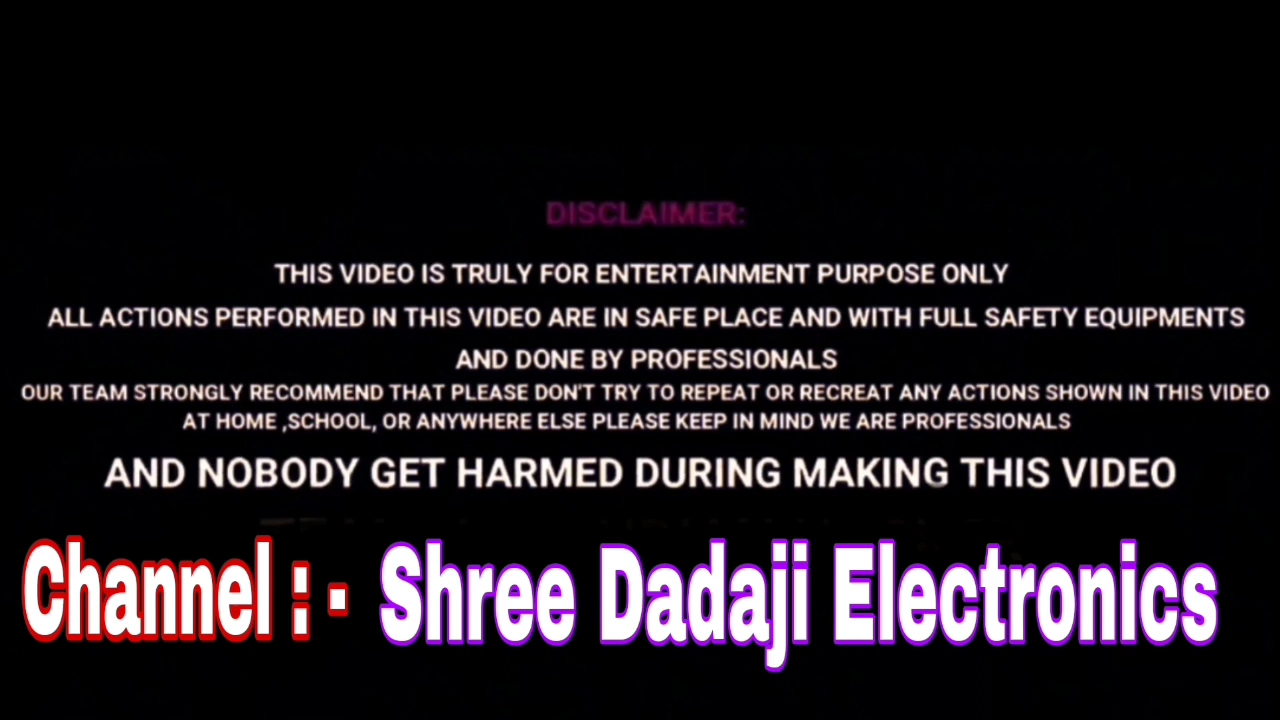 DISCLAIMER:
THIS VIDEO IS TRULY FOR ENTERTAINMENT PURPOSE ONLY
ALL ACTIONS PERFORMED IN THIS VIDEO ARE IN SAFE PLACE AND WITH FULL SAFETY EQUIPMENTS
AND DONE BY PROFESSIONALS
OUR TEAM STRONGLY RECOMMEND THAT PLEASE DON'T TRY TO REPEAT OR RECREAT ANY ACTIONS SHOWN IN THIS VIDEO
AT HOME ,SCHOOL, OR ANYWHERE ELSE PLEASE KEEP IN MIND WE ARE PROFESSIONALS
AND NOBODY GET HARMED DURING MAKING THIS VIDEO
Channel : - Shree Dadaji Electronics